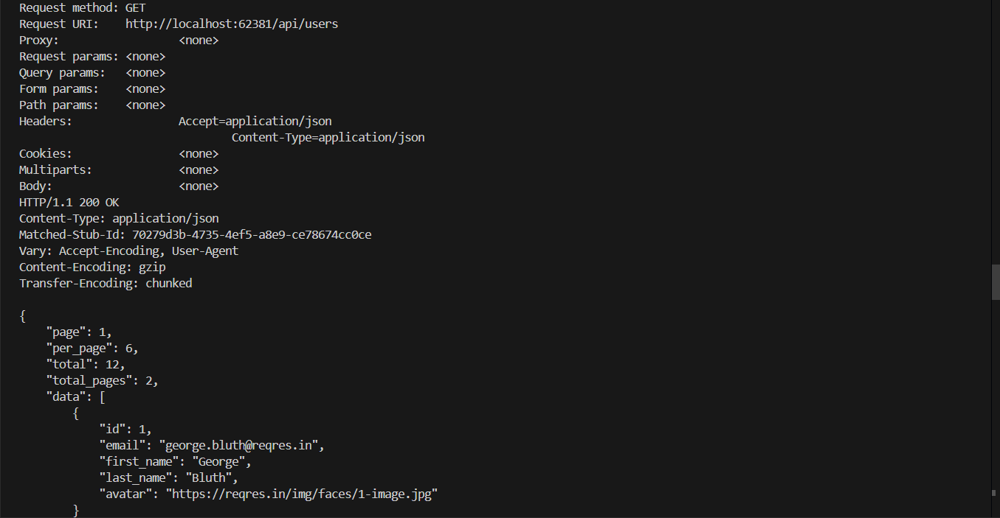 Request method: GET
Request URI:    http://localhost:62381/api/users
Proxy:                  <none>
Request params: <none>
Query params:   <none>
Form params:    <none>
Path params:    <none>
Headers:                Accept=application/json
                                Content-Type=application/json
Cookies:                <none>
Multiparts:             <none>
Body:                   <none>
HTTP/1.1 200 OK
Content-Type: application/json
Matched-Stub-Id: 70279d3b-4735-4ef5-a8e9-ce78674cc0ce
Vary: Accept-Encoding, User-Agent
Content-Encoding: gzip
Transfer-Encoding: chunked

{
    "page": 1,
    "per_page": 6,
    "total": 12,
    "total_pages": 2,
    "data": [
        {
            "id": 1,
            "email": "george.bluth@reqres.in",
            "first_name": "George",
            "last_name": "Bluth",
            "avatar": "https://reqres.in/img/faces/1-image.jpg"
        }